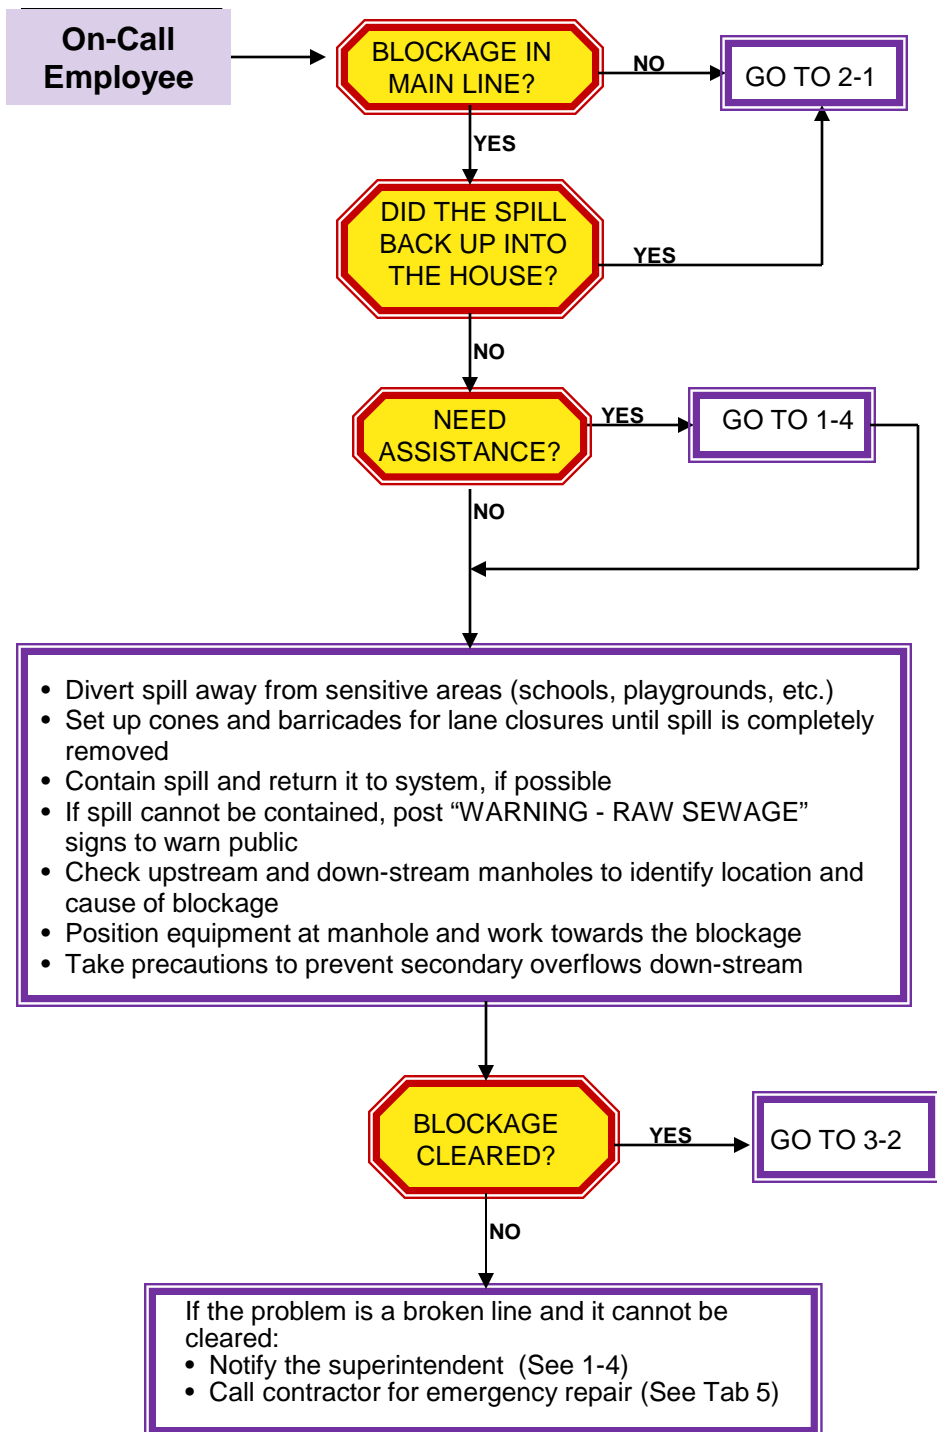 On-Call
Employee
BLOCKAGE IN
MAIN LINE?
NO
GO TO 2-1
YES
DID THE SPILL
BACK UP INTO
THE HOUSE?
YES
NO
NEED
ASSISTANCE?
YES
GO TO 1-4
NO
• Divert spill away from sensitive areas (schools, playgrounds, etc.)
• Set up cones and barricades for lane closures until spill is completely
removed
• Contain spill and return it to system, if possible
• If spill cannot be contained, post “WARNING - RAW SEWAGE”
signs to warn public
• Check upstream and down-stream manholes to identify location and
cause of blockage
• Position equipment at manhole and work towards the blockage
• Take precautions to prevent secondary overflows down-stream
BLOCKAGE
CLEARED?
YES
GO TO 3-2
NO
If the problem is a broken line and it cannot be
cleared:
• Notify the superintendent (See 1-4)
• Call contractor for emergency repair (See Tab 5)